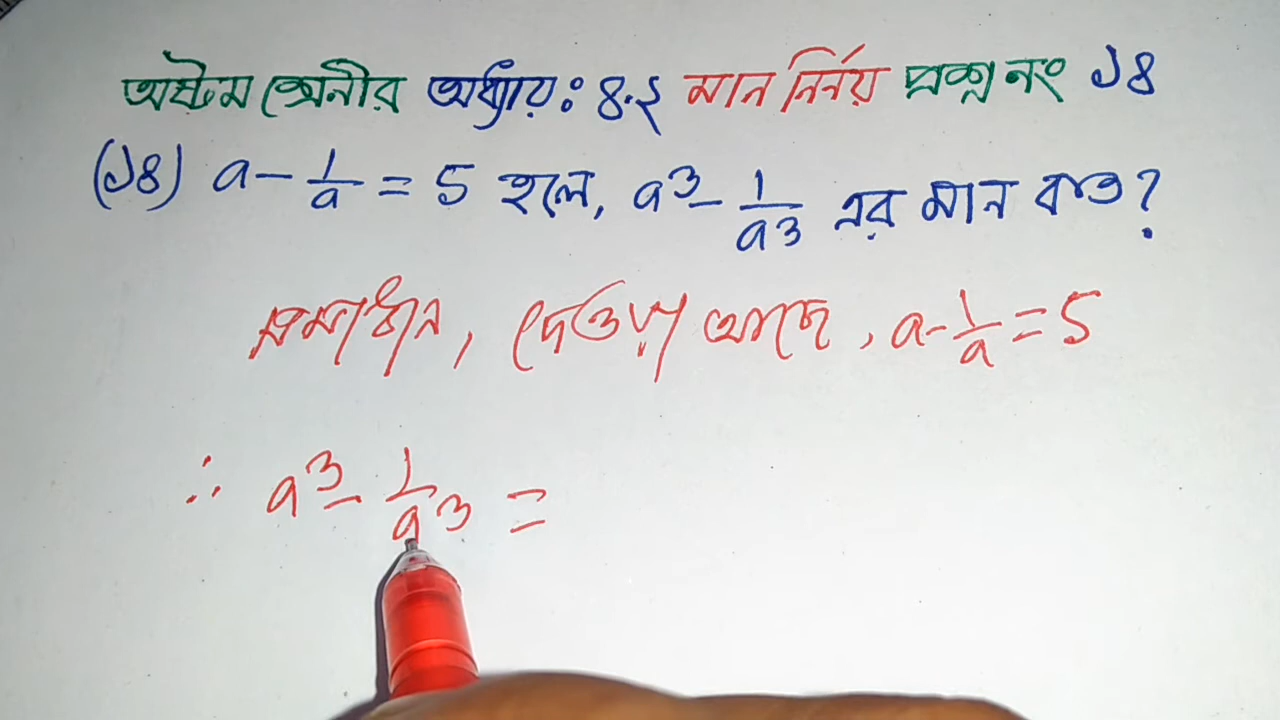 অষ্টম শ্রেনীর অধ্যায়ঃ ৪.২ মান নির্নয় প্রশ্ন নং ১৪
(১৪) a - 1/a = 5 হলে, a³ - 1/a³ এর মান কত?
সমাধান, দেওয়া আছে, a - 1/a = 5
∴ a³ - 1/a³ =